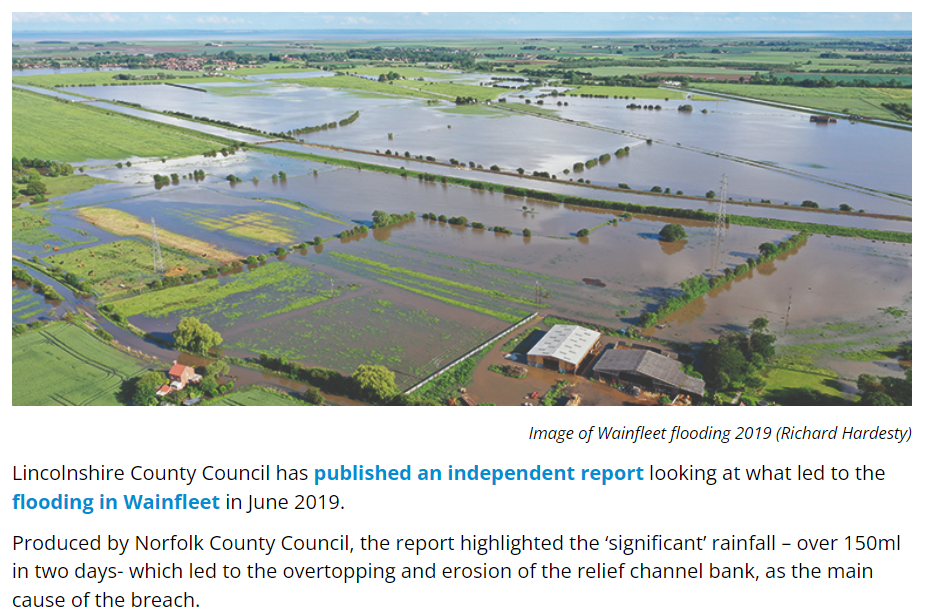 Image of Wainfleet flooding 2019 (Richard Hardesty)
Lincolnshire County Council has published an independent report looking at what led to the
flooding in Wainfleet in June 2019.
Produced by Norfolk County Council, the report highlighted the ‘significant’ rainfall – over 150ml
in two days- which led to the overtopping and erosion of the relief channel bank, as the main
cause of the breach.